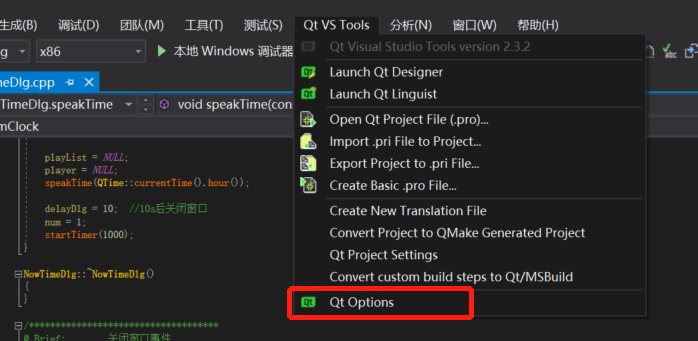 生成(B) 调试(D) 团队(M) 工具(T) 测试(S) Qt VS Tools 分析(N) 窗口(W) 帮助(H)
x86 本地 Windows 调试器
Qt Visual Studio Tools version 2.3.2
Launch Qt Designer
Launch Qt Linguist
Open Qt Project File (.pro)...
Import .pri File to Project...
Export Project to .pri File...
Create Basic .pro File...
Create New Translation File
Convert Project to QMake Generated Project
Qt Project Settings
Convert custom build steps to Qt/MSBuild
Qt Options
meDlg.cpp
TimeDlg.speakTime void speakTime(con
mClock
playList = NULL;
player = NULL;
speakTime(QTime::currentTime().hour());
delayDlg = 10; //10s后关闭窗口
num = 1;
startTimer(1000);
}
NowTimeDlg::~NowTimeDlg()
{
}
/************************************
@ Brief: 关闭窗口事件